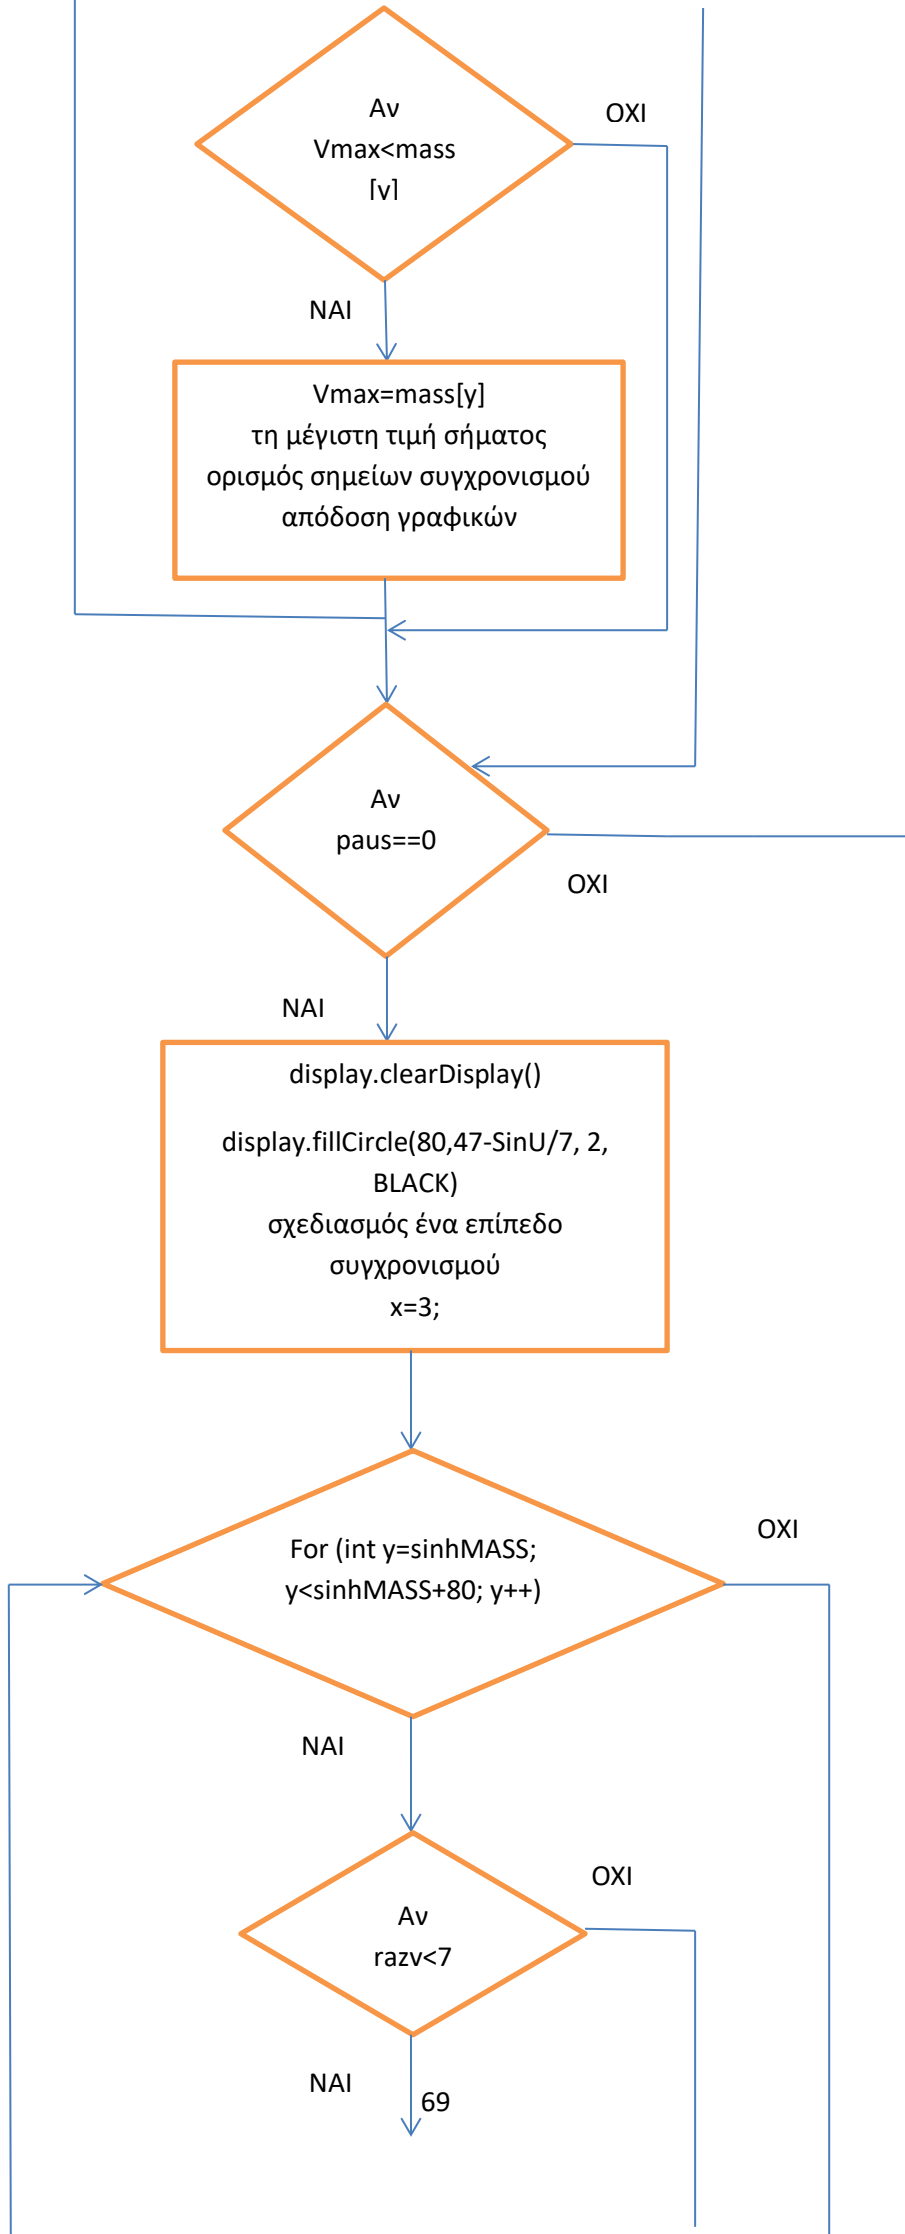 Αν
ΟΧΙ
Vmax<mass
[y]
ΝΑΙ
Vmax=mass[y]
τη μέγιστη τιμή σήματος
ορισμός σημείων συγχρονισμού
απόδοση γραφικών
Αν
paus==0
ΟΧΙ
ΝΑΙ
display.clearDisplay()
display.fillCircle(80,47-SinU/7, 2,
BLACK)
σχεδιασμός ένα επίπεδο
συγχρονισμού
x=3;
ΟΧΙ
For (int y=sinhMASS;
y<sinhMASS+80; y++)
ΝΑΙ
ΟΧΙ
Αν
razv<7
ΝΑΙ
69